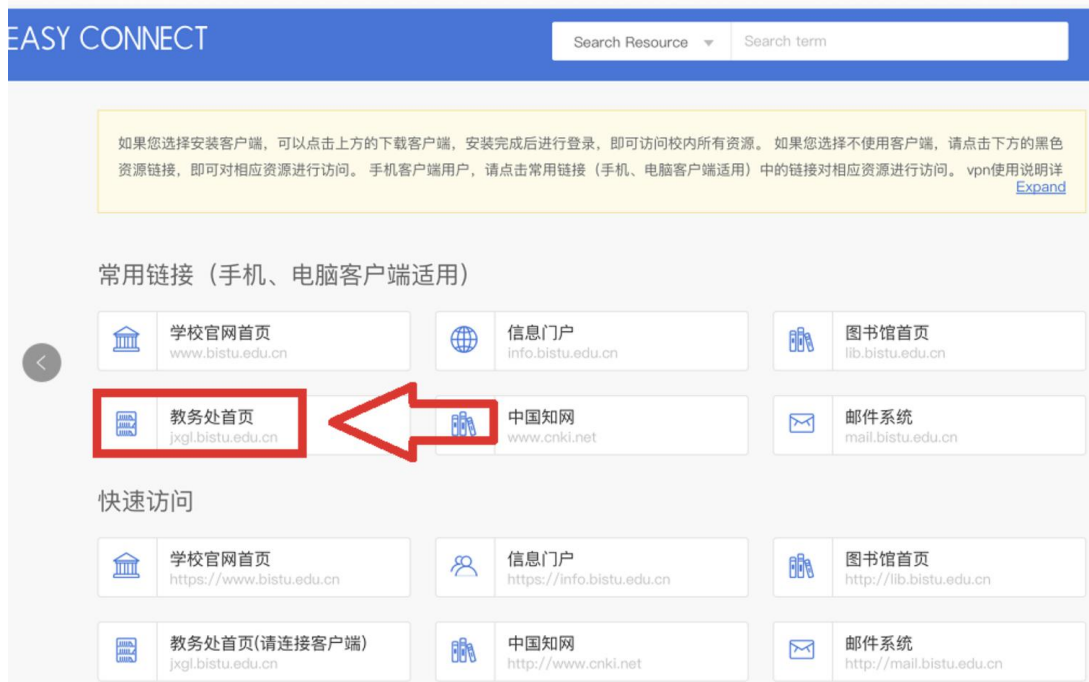 EASY CONNECT
Search Resource
Search term
如果您选择安装客户端，可以点击上方的下载客户端，安装完成后进行登录，即可访问校内所有资源。 如果您选择不使用客户端，请点击下方的黑色
资源链接，即可对相应资源进行访问。 手机客户端用户，请点击常用链接（手机、电脑客户端适用）中的链接对相应资源进行访问。 vpn使用说明详
Expand
常用链接（手机、电脑客户端适用）
学校官网首页
www.bistu.edu.cn
信息门户
info.bistu.edu.cn
图书馆首页
lib.bistu.edu.cn
教务处首页
jxgl.bistu.edu.cn
中国知网
www.cnki.net
邮件系统
mail.bistu.edu.cn
快速访问
学校官网首页
https://www.bistu.edu.cn
信息门户
https://info.bistu.edu.cn
图书馆首页
http://lib.bistu.edu.cn
教务处首页(请连接客户端)
jxgl.bistu.edu.cn
中国知网
http://www.cnki.net
邮件系统
http://mail.bistu.edu.cn